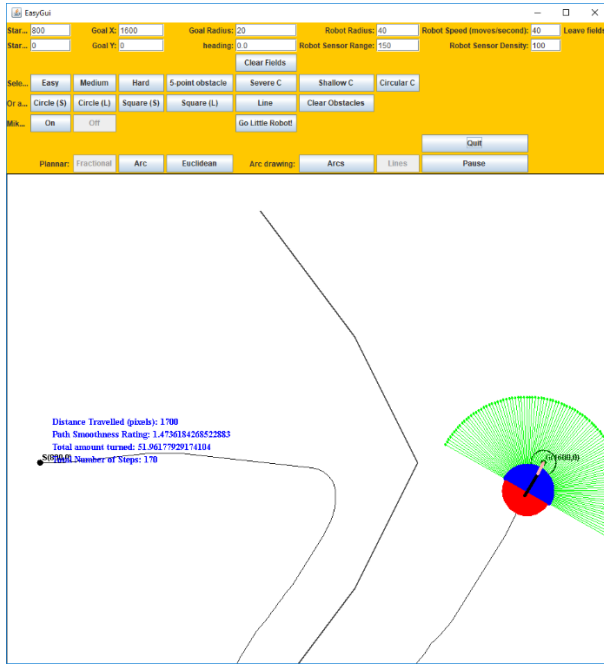 EasyGui
Star... 800 Goal X: 1600 Goal Radius: 20 Robot Radius: 40 Robot Speed (moves/second): 40 Leave fields
Star... 0 Goal Y: 0 heading: 0.0 Robot Sensor Range: 150 Robot Sensor Density: 100
Clear Fields
Sele... Easy Medium Hard 5-point obstacle Severe C Shallow C Circular C
Or a... Circle (S) Circle (L) Square (S) Square (L) Line Clear Obstacles
Mik... On Off Go Little Robot!
Quit
Plannar: Fractional Arc Euclidean Arc drawing: Arcs Lines Pause
Distance Travelled (pixels): 1700
Path Smoothness Rating: 1.4736184268522883
Total amount turned: 51.96177929174104
S(800,0) G(1600,0)
Total Number of Steps: 170